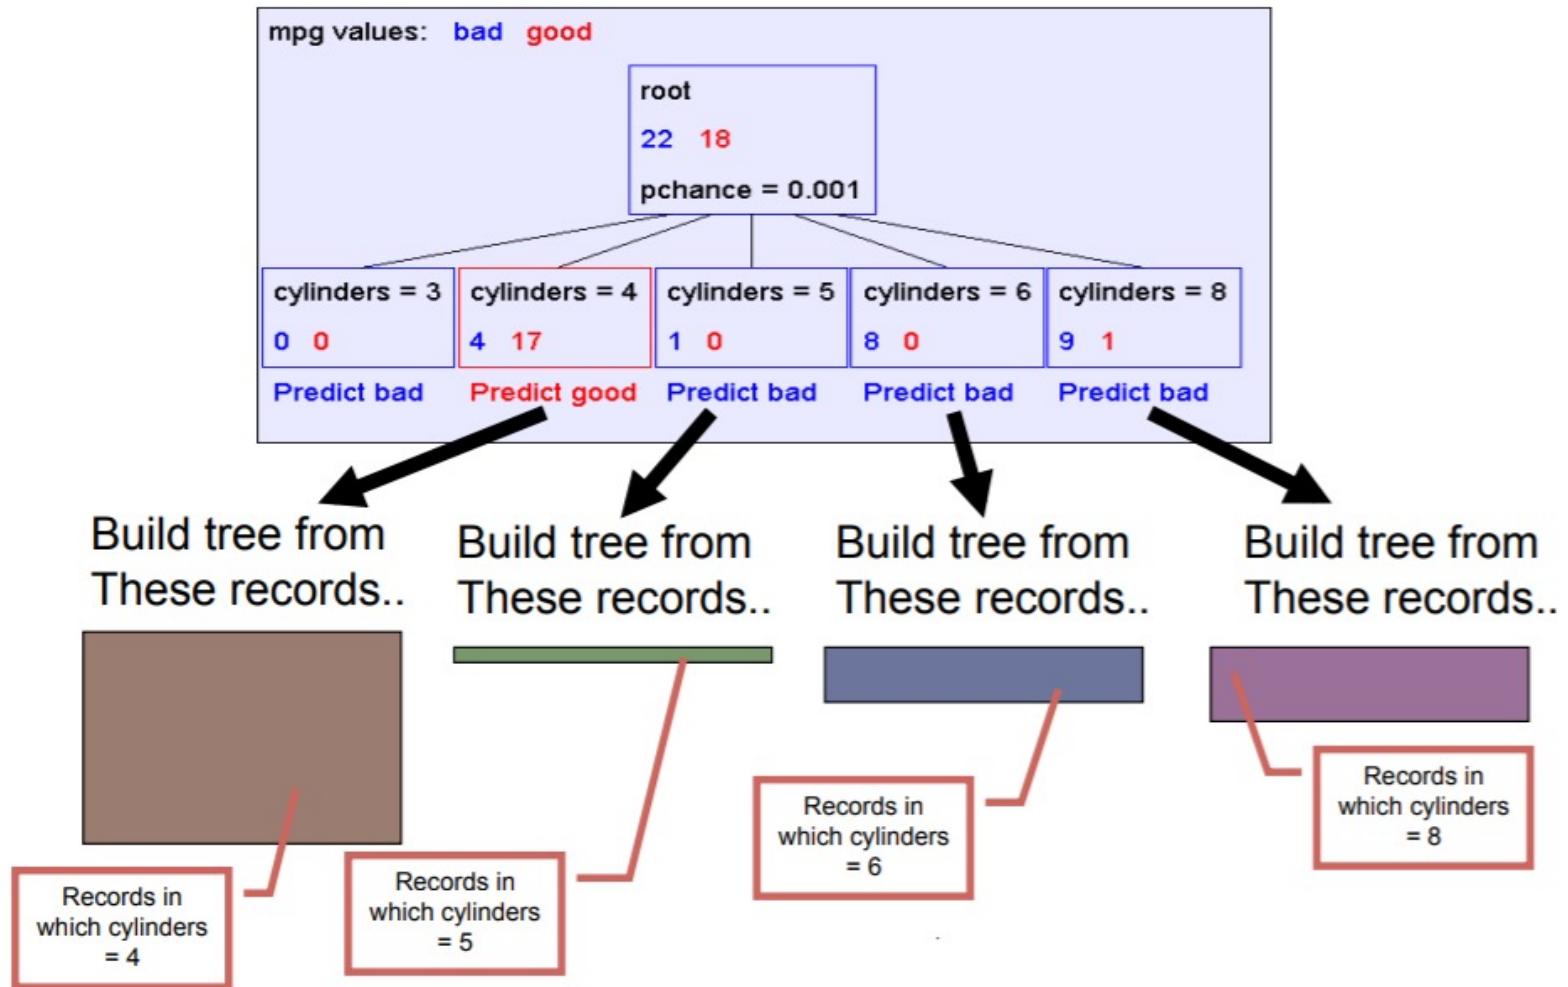 mpg values: bad good
root
22 18
pchance = 0.001
cylinders = 3
0 0
Predict bad
cylinders = 4
4 17
Predict good
cylinders = 5
1 0
Predict bad
cylinders = 6
8 0
Predict bad
cylinders = 8
9 1
Predict bad
Build tree from
These records..
Build tree from
These records..
Build tree from
These records..
Build tree from
These records..
Records in
which cylinders
= 4
Records in
which cylinders
= 5
Records in
which cylinders
= 6
Records in
which cylinders
= 8